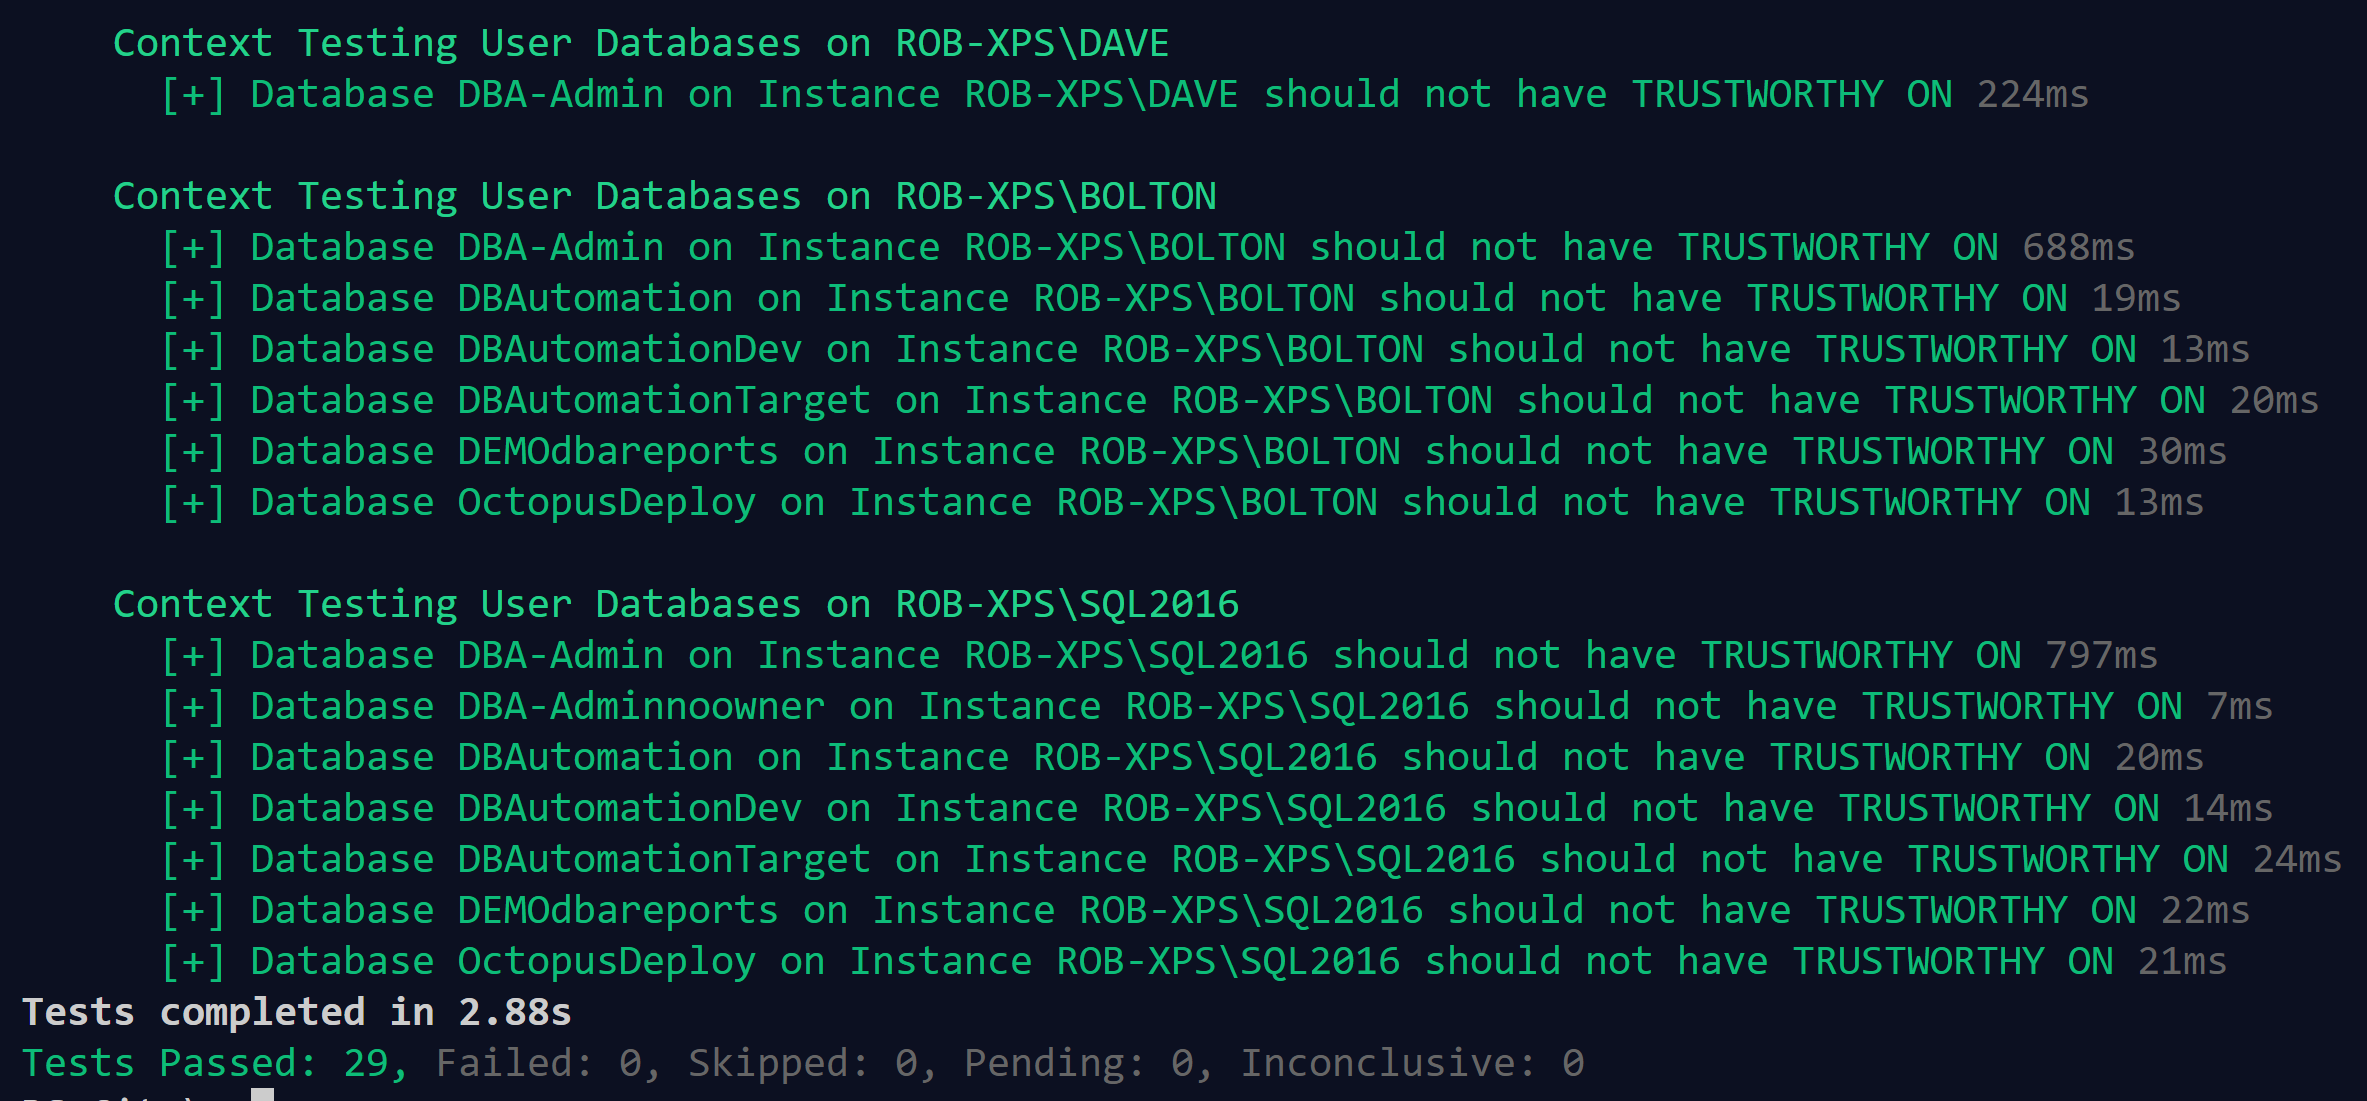 Context Testing User Databases on ROB-XPS\DAVE
[+] Database DBA-Admin on Instance ROB-XPS\DAVE should not have TRUSTWORTHY ON 224ms
Context Testing User Databases on ROB-XPS\BOLTON
[+] Database DBA-Admin on Instance ROB-XPS\BOLTON should not have TRUSTWORTHY ON 688ms
[+] Database DBAutomation on Instance ROB-XPS\BOLTON should not have TRUSTWORTHY ON 19ms
[+] Database DBAutomationDev on Instance ROB-XPS\BOLTON should not have TRUSTWORTHY ON 13ms
[+] Database DBAutomationTarget on Instance ROB-XPS\BOLTON should not have TRUSTWORTHY ON 20ms
[+] Database DEMOdbareports on Instance ROB-XPS\BOLTON should not have TRUSTWORTHY ON 30ms
[+] Database OctopusDeploy on Instance ROB-XPS\BOLTON should not have TRUSTWORTHY ON 13ms
Context Testing User Databases on ROB-XPS\SQL2016
[+] Database DBA-Admin on Instance ROB-XPS\SQL2016 should not have TRUSTWORTHY ON 797ms
[+] Database DBA-Adminnoowner on Instance ROB-XPS\SQL2016 should not have TRUSTWORTHY ON 7ms
[+] Database DBAutomation on Instance ROB-XPS\SQL2016 should not have TRUSTWORTHY ON 20ms
[+] Database DBAutomationDev on Instance ROB-XPS\SQL2016 should not have TRUSTWORTHY ON 14ms
[+] Database DBAutomationTarget on Instance ROB-XPS\SQL2016 should not have TRUSTWORTHY ON 24ms
[+] Database DEMOdbareports on Instance ROB-XPS\SQL2016 should not have TRUSTWORTHY ON 22ms
[+] Database OctopusDeploy on Instance ROB-XPS\SQL2016 should not have TRUSTWORTHY ON 21ms
Tests completed in 2.88s
Tests Passed: 29, Failed: 0, Skipped: 0, Pending: 0, Inconclusive: 0